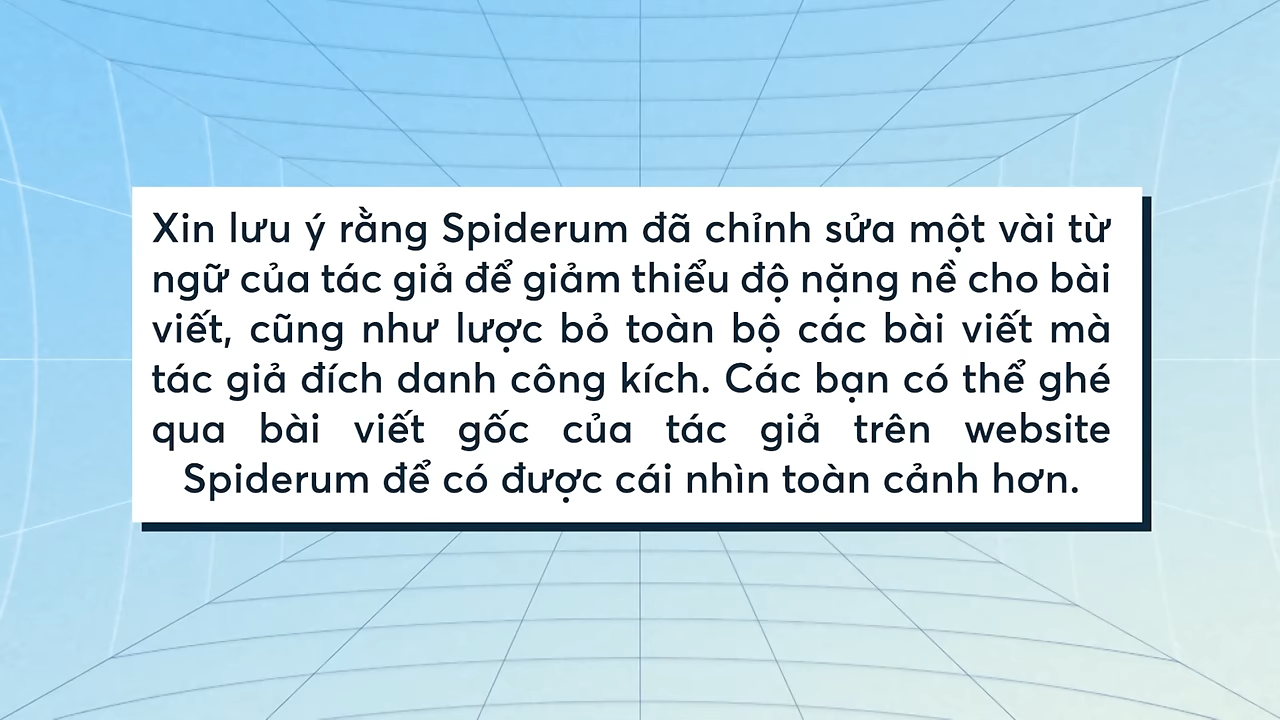 Xin lưu ý rằng Spiderum đã chỉnh sửa một vài từ
ngữ của tác giả để giảm thiểu độ nặng nề cho bài
viết, cũng như lược bỏ toàn bộ các bài viết mà
tác giả đích danh công kích. Các bạn có thể ghé
qua bài viết gốc của tác giả trên website
Spiderum để có được cái nhìn toàn cảnh hơn.